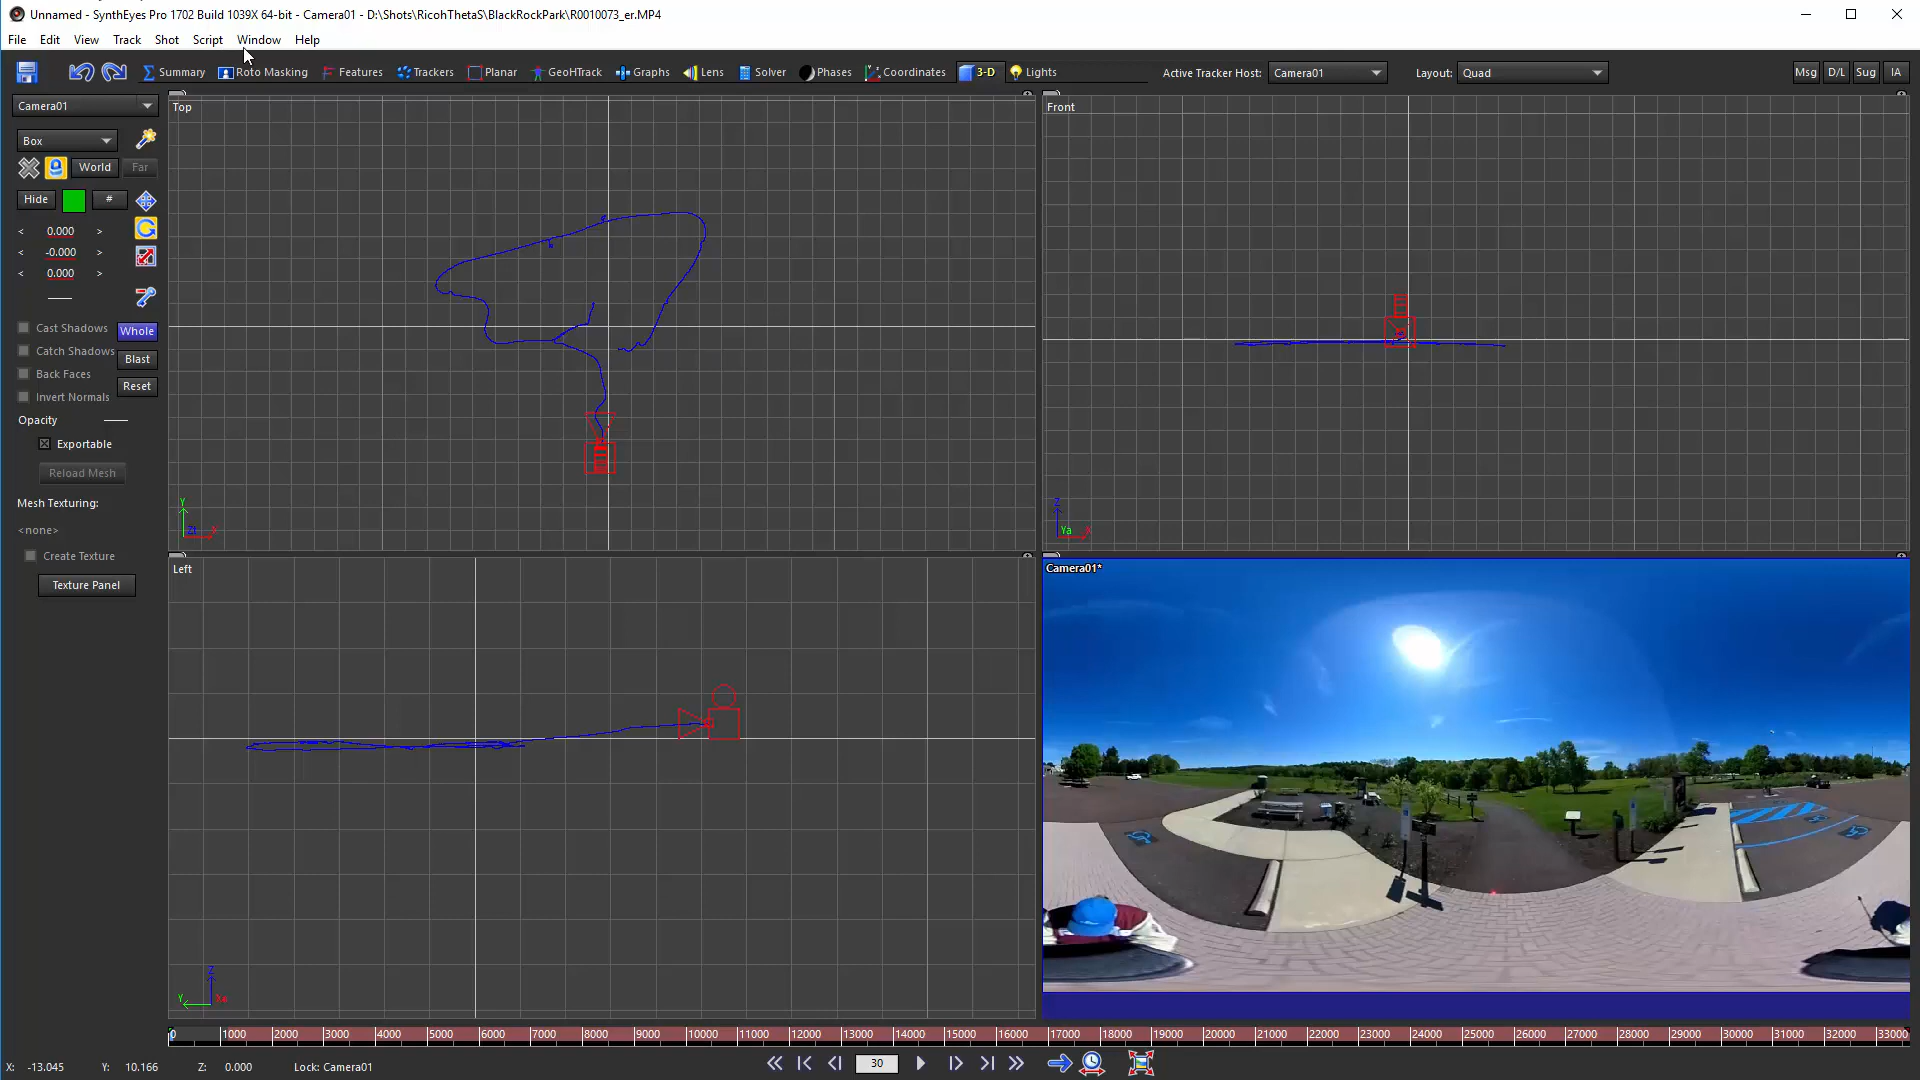 Unnamed - SynthEyes Pro 1702 Build 1039X 64-bit - Camera01 - D:\Shots\RicohThetaS\BlackRockPark\R0010073_er.MP4
File Edit View Track Shot Script Window Help
Summary Roto Masking Features Trackers Planar GeoHTrack Graphs Lens Solver Phases Coordinates 3-D Lights Active Tracker Host: Camera01 Layout: Quad Msg D/L Sug IA
Camera01
Box
World Far
Hide #
< 0.000 >
< -0.000 >
< 0.000 >
Cast Shadows Whole
Catch Shadows Blast
Back Faces
Reset
Invert Normals
Opacity
Exportable
Reload Mesh
Mesh Texturing:
<none>
Create Texture
Texture Panel
Top
Y
X
Front
Z
Ya
X
Left
Z
Y
Camera01*
0 1000 2000 3000 4000 5000 6000 7000 8000 9000 10000 11000 12000 13000 14000 15000 16000 17000 18000 19000 20000 21000 22000 23000 24000 25000 26000 27000 28000 29000 30000 31000 32000 33000
30
X: -13.045 Y: 10.166 Z: 0.000 Lock: Camera01